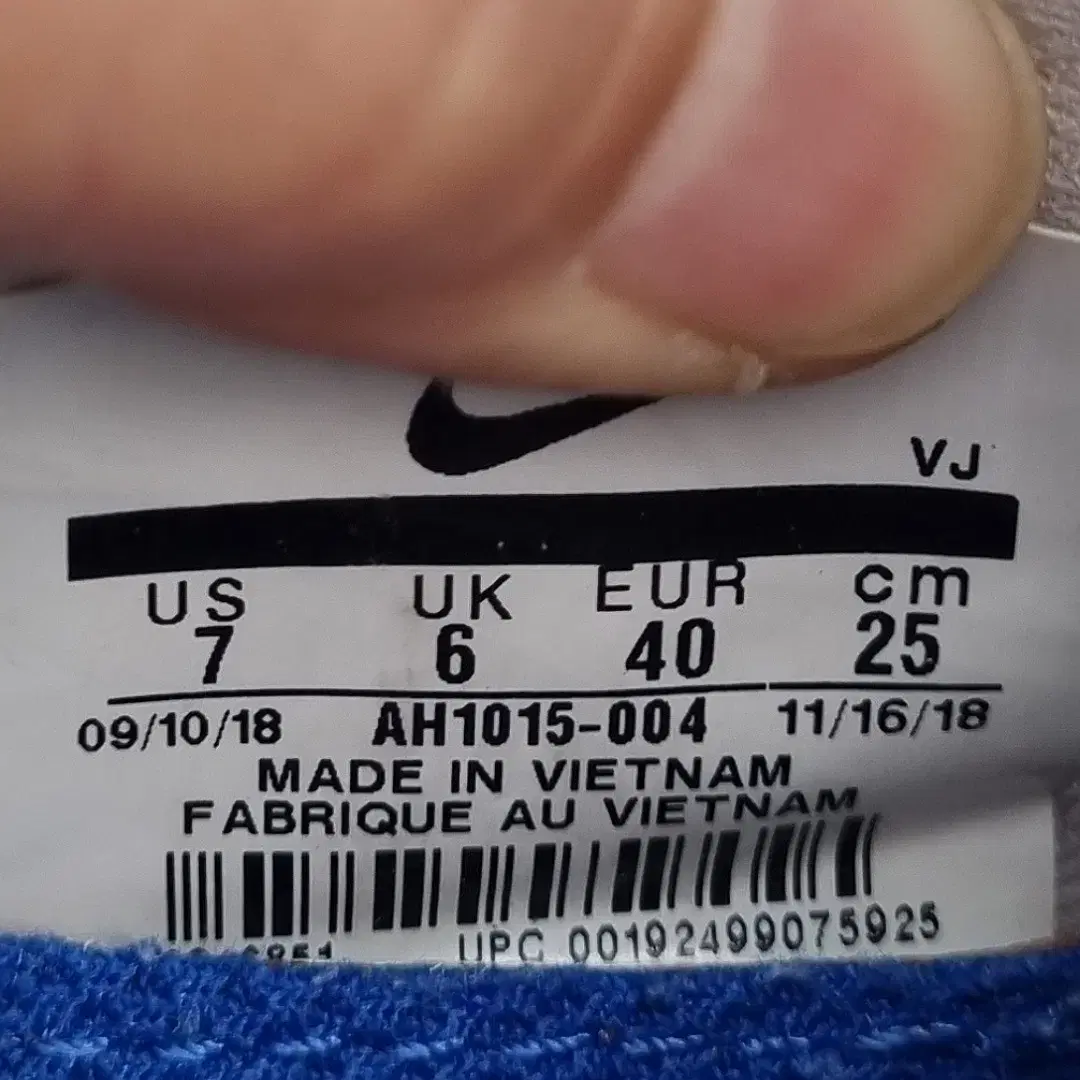 VJ
US UK EUR cm
7 6 40 25
09/10/18 AH1015-004 11/16/18
MADE IN VIETNAM
FABRIQUE AU VIETNAM
UPC 00192499075925